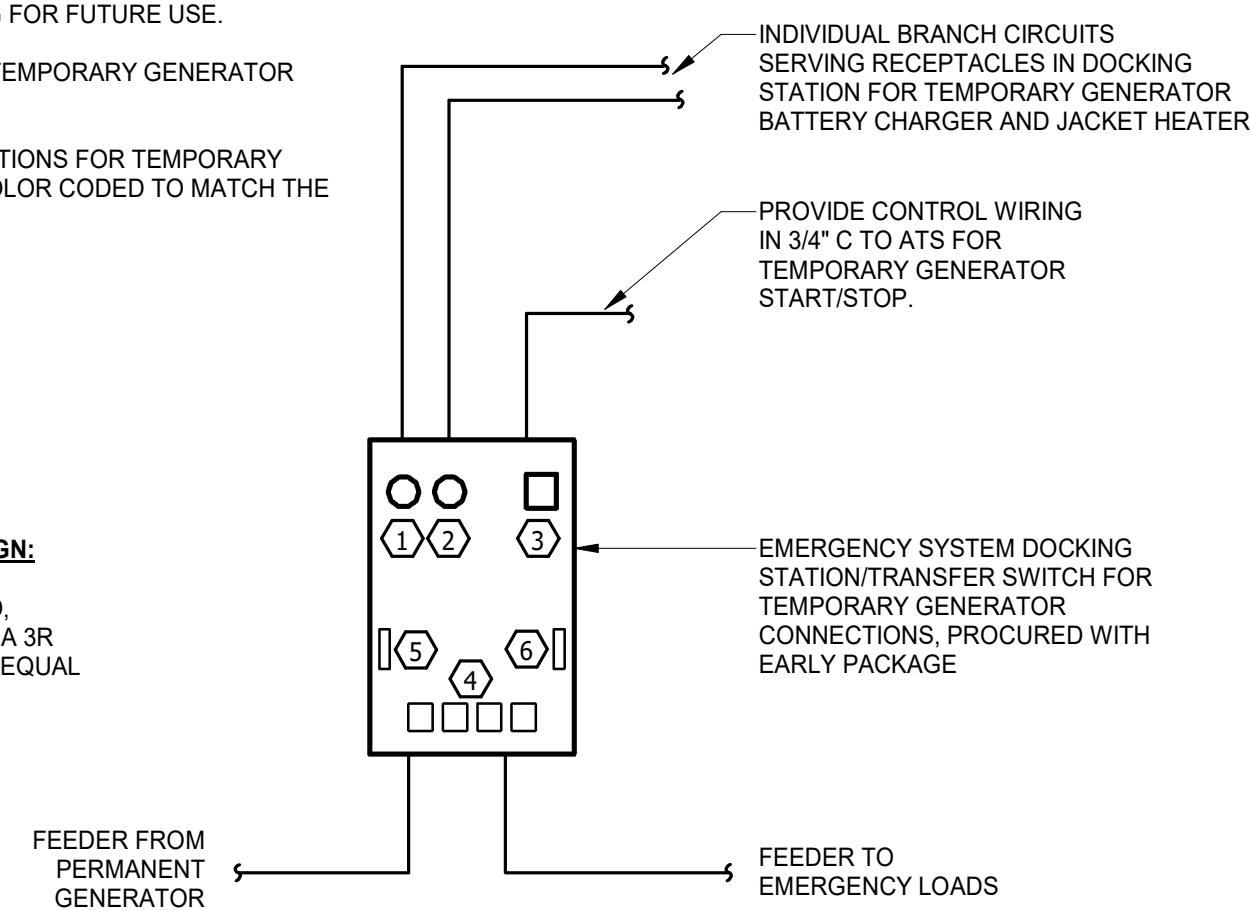 FOR FUTURE USE.
TEMPORARY GENERATOR
FOR TEMPORARY
COLOR CODED TO MATCH THE
INDIVIDUAL BRANCH CIRCUITS
SERVING RECEPTACLES IN DOCKING
STATION FOR TEMPORARY GENERATOR
BATTERY CHARGER AND JACKET HEATER
PROVIDE CONTROL WIRING
IN 3/4" C TO ATS FOR
TEMPORARY GENERATOR
START/STOP.
1 2 3
EMERGENCY SYSTEM DOCKING
STATION/TRANSFER SWITCH FOR
TEMPORARY GENERATOR
CONNECTIONS, PROCURED WITH
EARLY PACKAGE
GN:
A 3R
EQUAL
5 6
4
FEEDER FROM
PERMANENT
GENERATOR
FEEDER TO
EMERGENCY LOADS